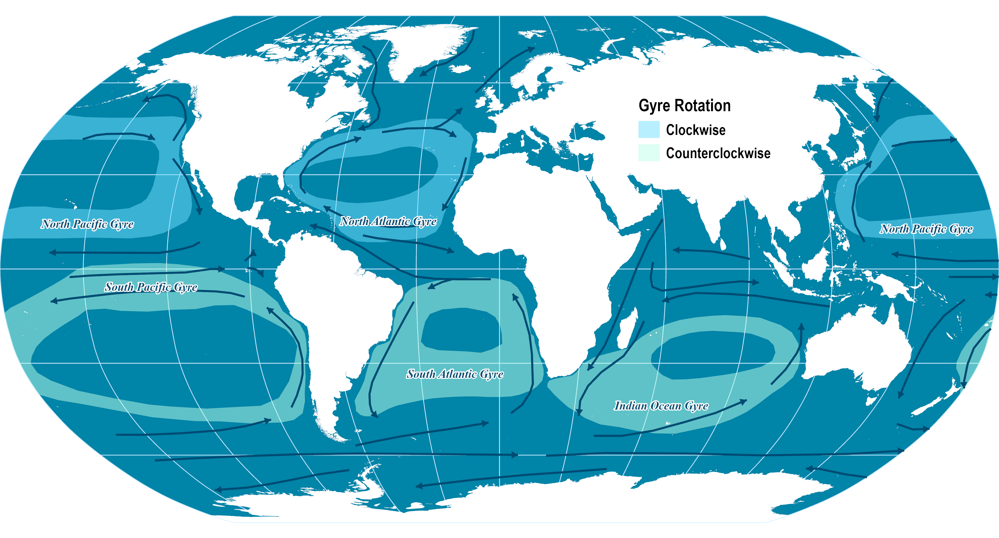 Gyre Rotation
Clockwise
Counterclockwise
North Pacific Gyre
North Atlantic Gyre
North Pacific Gyre
South Pacific Gyre
South Atlantic Gyre
Indian Ocean Gyre